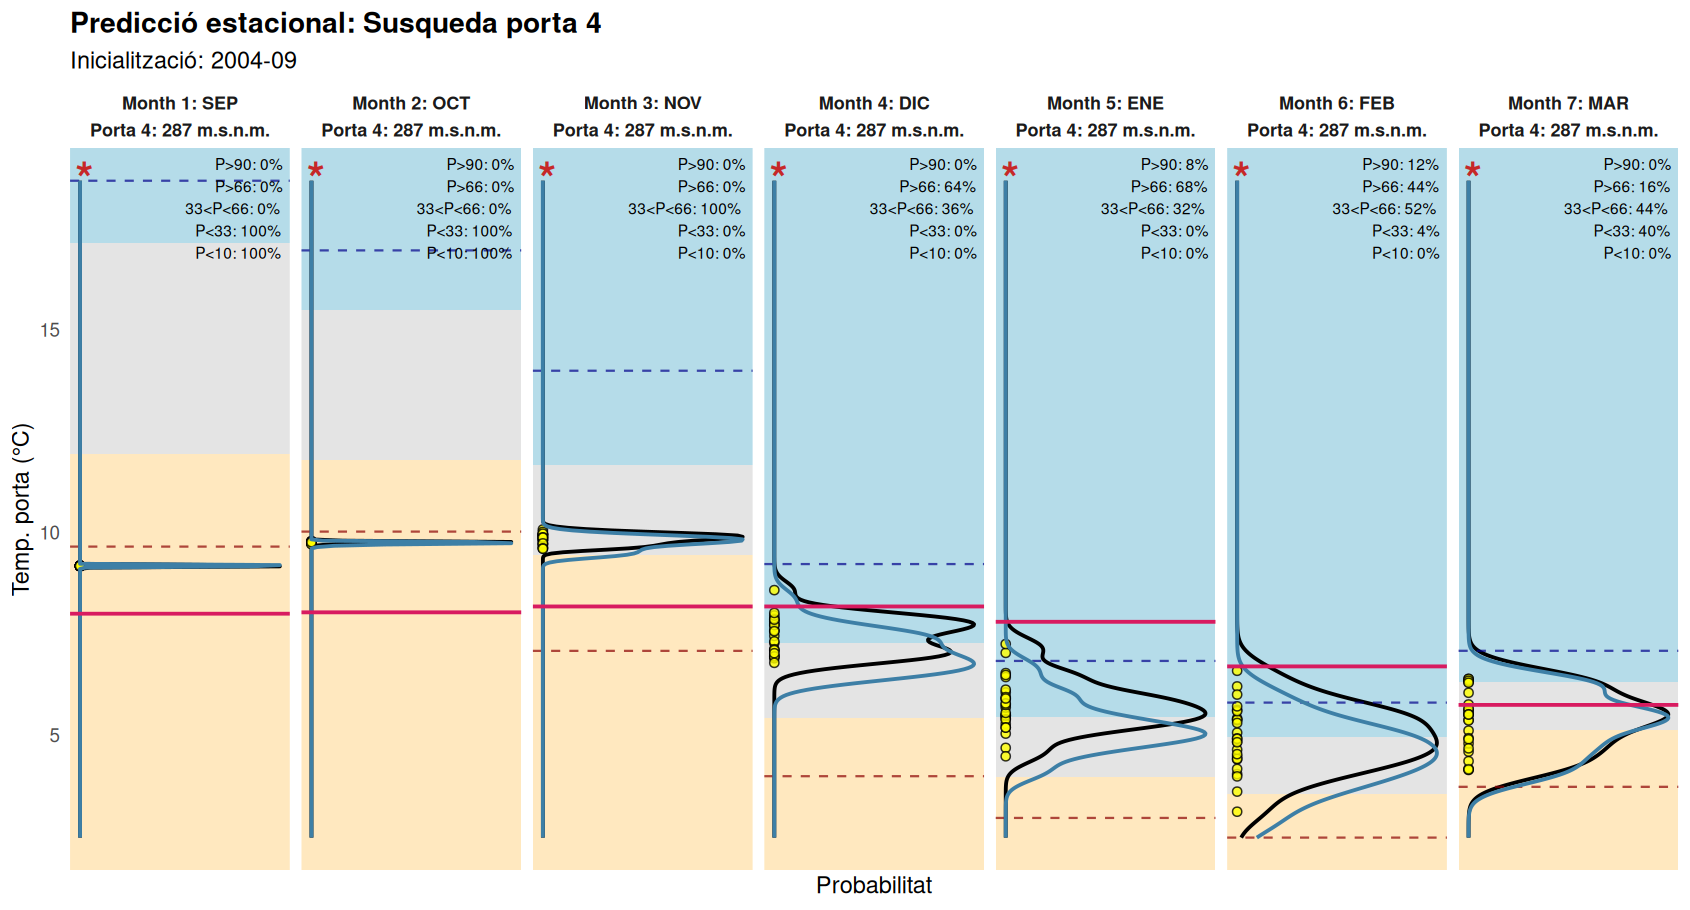 Predicció estacional: Susqueda porta 4
Inicialització: 2004-09
Month 1: SEP
Porta 4: 287 m.s.n.m.
Month 2: OCT
Porta 4: 287 m.s.n.m.
Month 3: NOV
Porta 4: 287 m.s.n.m.
Month 4: DIC
Porta 4: 287 m.s.n.m.
Month 5: ENE
Porta 4: 287 m.s.n.m.
Month 6: FEB
Porta 4: 287 m.s.n.m.
Month 7: MAR
Porta 4: 287 m.s.n.m.
*
P>90: 0%
P>66: 0%
33<P<66: 0%
P<33: 100%
P<10: 100%
*
P>90: 0%
P>66: 0%
33<P<66: 0%
P<33: 100%
P<10: 100%
*
P>90: 0%
P>66: 0%
33<P<66: 100%
P<33: 0%
P<10: 0%
*
P>90: 0%
P>66: 64%
33<P<66: 36%
P<33: 0%
P<10: 0%
*
P>90: 8%
P>66: 68%
33<P<66: 32%
P<33: 0%
P<10: 0%
*
P>90: 12%
P>66: 44%
33<P<66: 52%
P<33: 4%
P<10: 0%
*
P>90: 0%
P>66: 16%
33<P<66: 44%
P<33: 40%
P<10: 0%
15
10
5
Temp. porta (°C)
Probabilitat